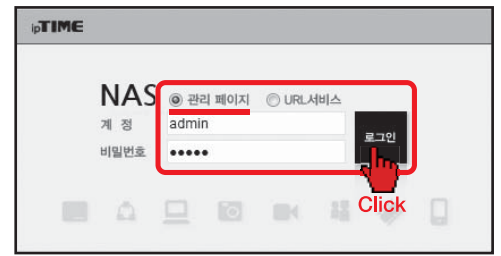 ipTIME
NAS
관리 페이지 URL서비스
계 정 admin
비밀번호 •••••
로그인
Click